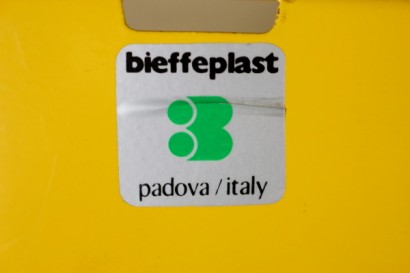 bieffeplast
padova / italy